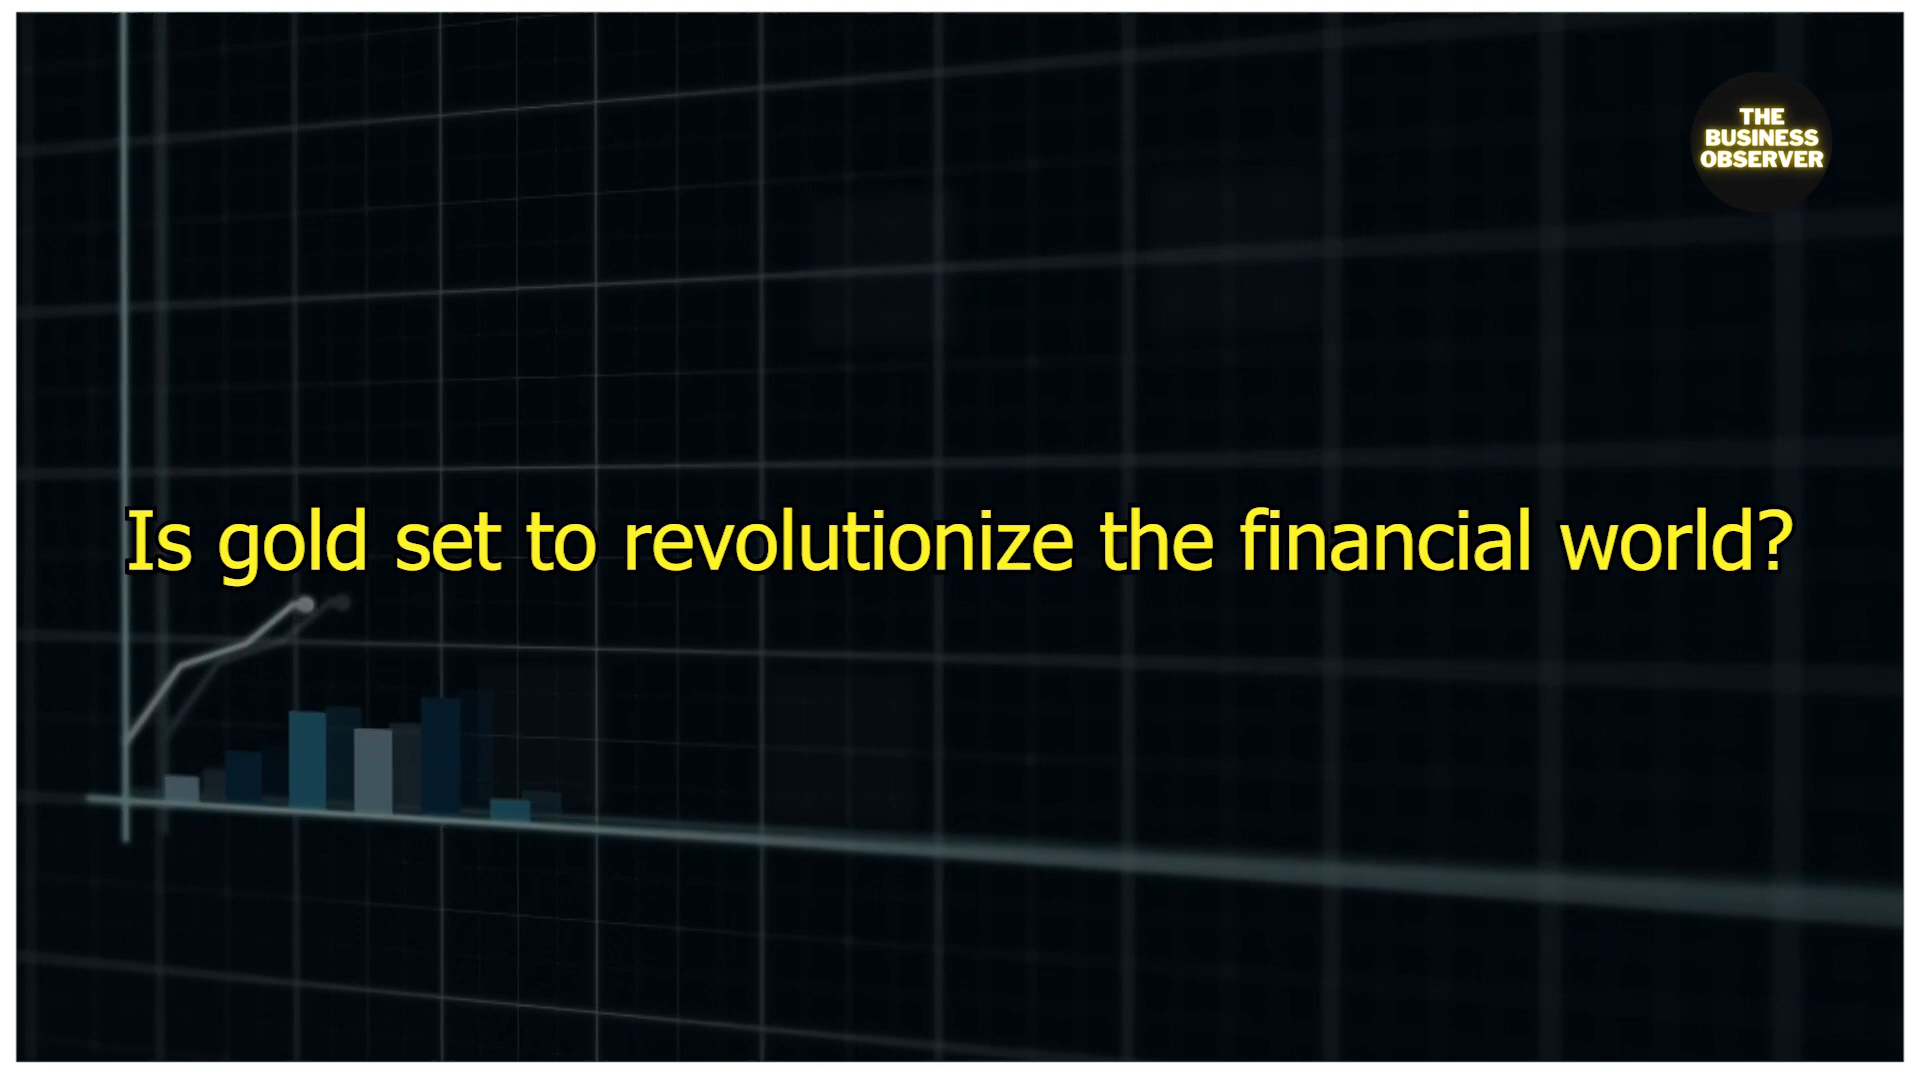 THE
BUSINESS
OBSERVER
Is gold set to revolutionize the financial world?